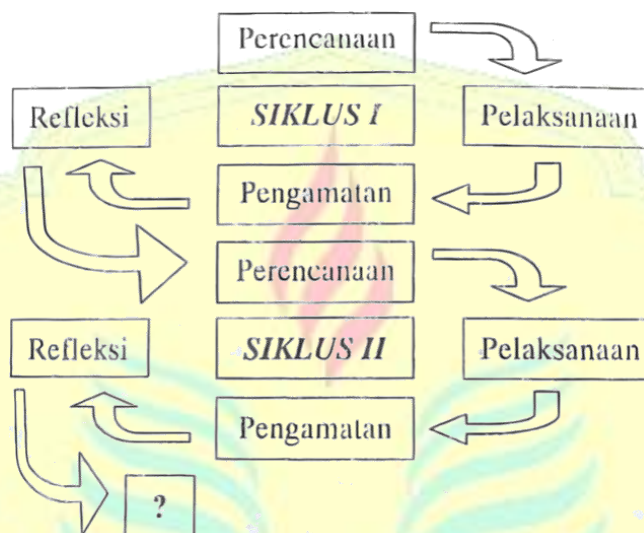 Perencanaan
Refleksi
SIKLUS I
Pelaksanaan
Pengamatan
Perencanaan
Refleksi
SIKLUS II
Pelaksanaan
Pengamatan
?